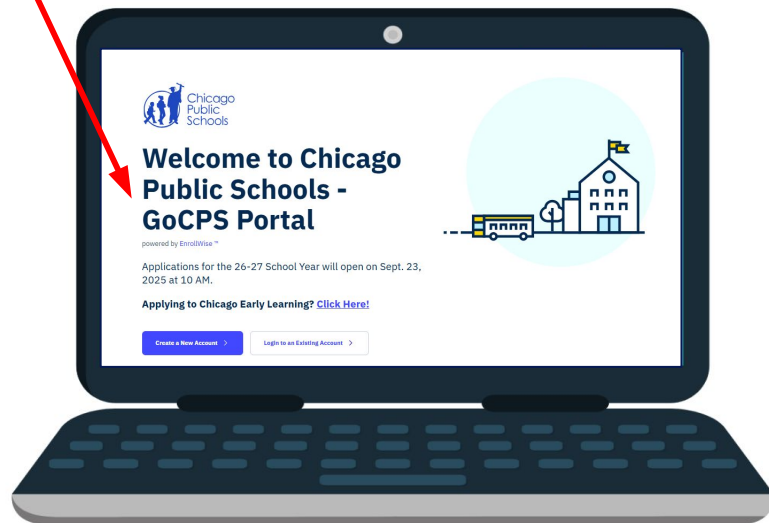 Chicago
Public
Schools
Welcome to Chicago
Public Schools -
GoCPS Portal
powered by EnrollWise ™
Applications for the 26-27 School Year will open on Sept. 23,
2025 at 10 AM.
Applying to Chicago Early Learning? Click Here!
Create a New Account >
Login to an Existing Account >